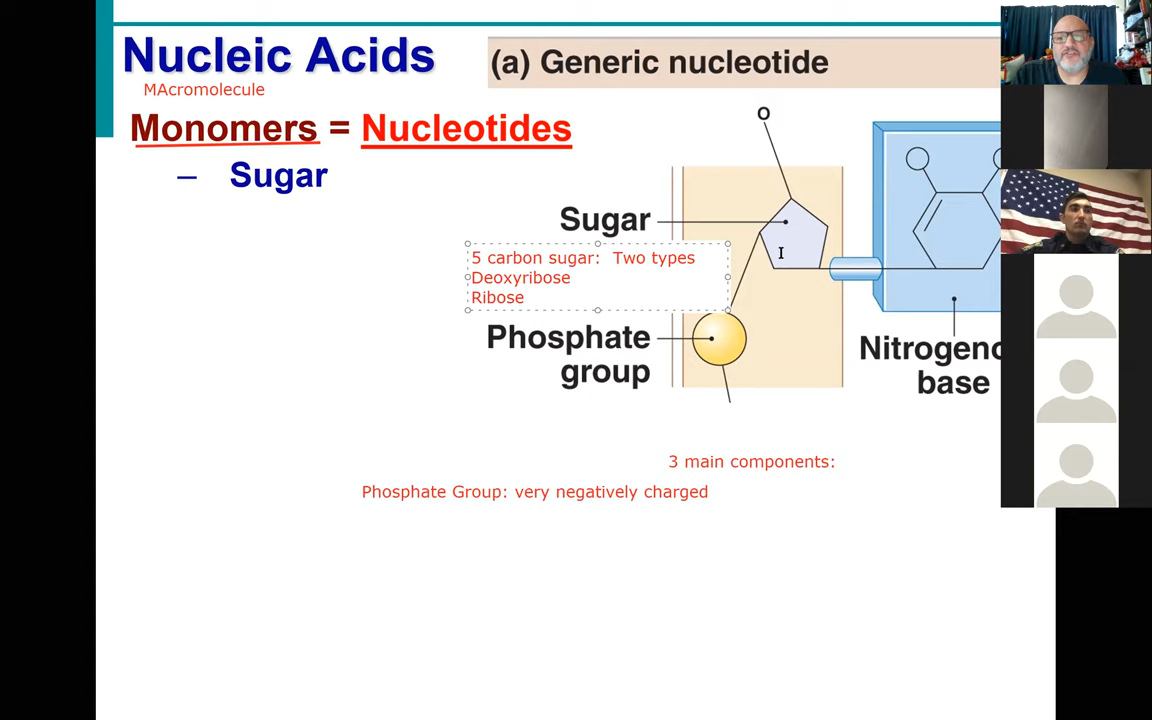 Nucleic Acids
MAcromolecule
Monomers = Nucleotides
– Sugar
(a) Generic nucleotide
O
Sugar
5 carbon sugar: Two types
Deoxyribose
Ribose
Phosphate
group
Nitrogeno
base
3 main components:
Phosphate Group: very negatively charged